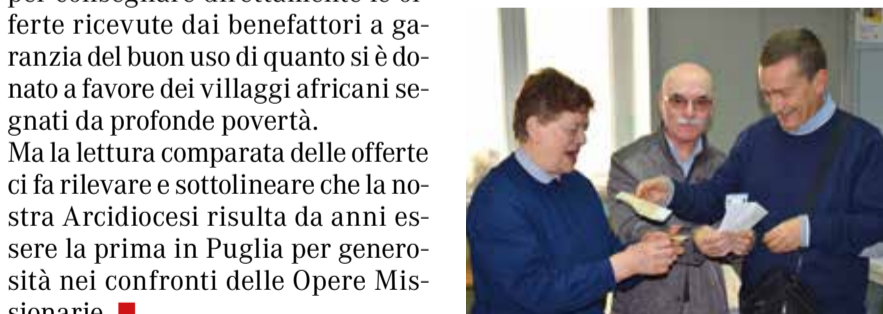 per consegnare direttamente le of-
ferte ricevute dai benefattori a ga-
ranzia del buon uso di quanto si è do-
nato a favore dei villaggi africani se-
gnati da profonde povertà.
Ma la lettura comparata delle offerte
ci fa rilevare e sottolineare che la no-
stra Arcidiocesi risulta da anni es-
sere la prima in Puglia per genero-
sità nei confronti delle Opere Mis-
sionarie.